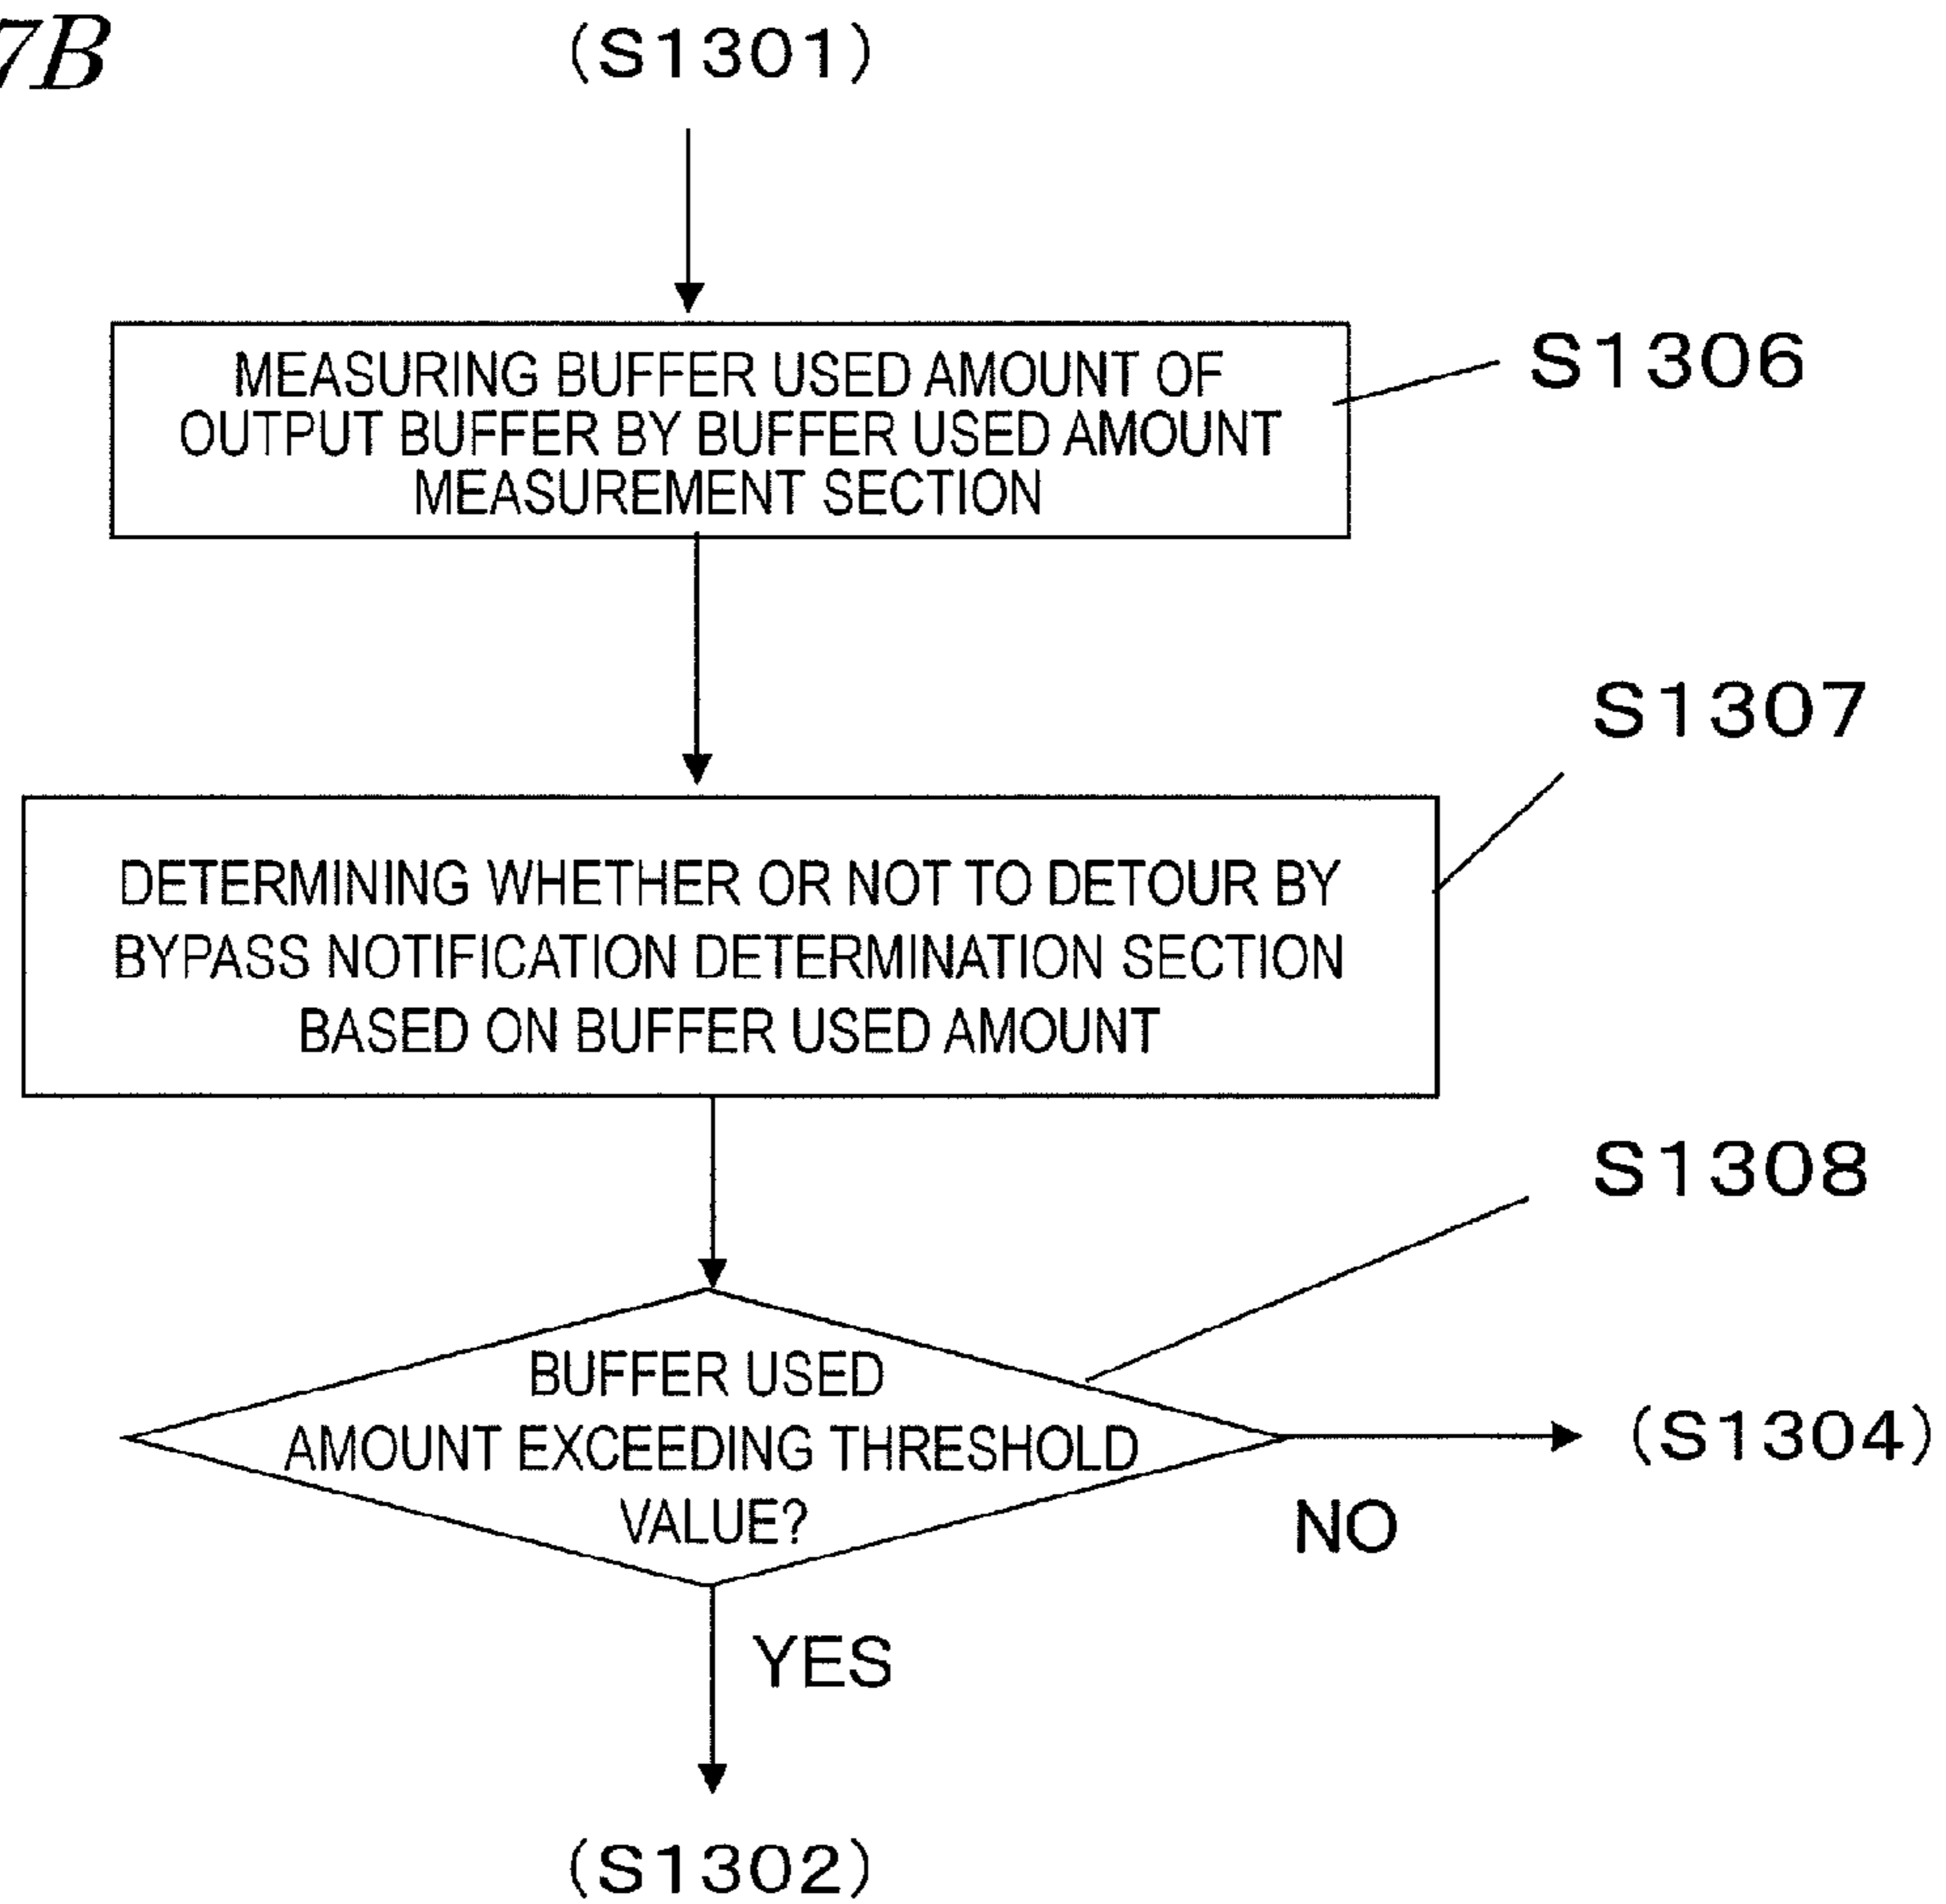 7B
(S1301)
MEASURING BUFFER USED AMOUNT OF
OUTPUT BUFFER BY BUFFER USED AMOUNT
MEASUREMENT SECTION
S1306
S1307
DETERMINING WHETHER OR NOT TO DETOUR BY
BYPASS NOTIFICATION DETERMINATION SECTION
BASED ON BUFFER USED AMOUNT
S1308
BUFFER USED
AMOUNT EXCEEDING THRESHOLD
VALUE?
(S1304)
NO
YES
(S1302)